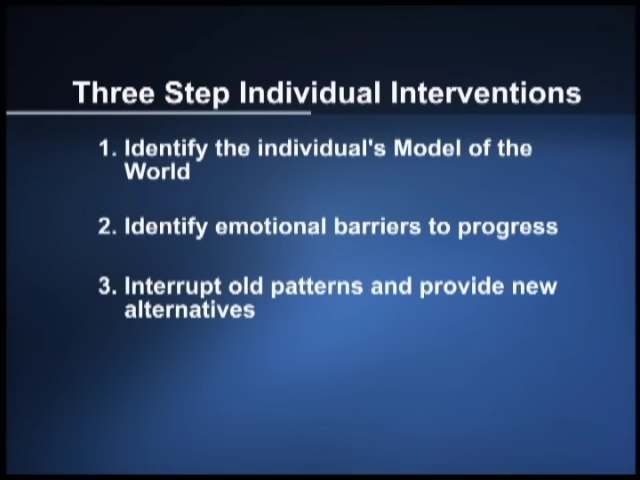 Three Step Individual Interventions
1. Identify the individual's Model of the
World
2. Identify emotional barriers to progress
3. Interrupt old patterns and provide new
alternatives